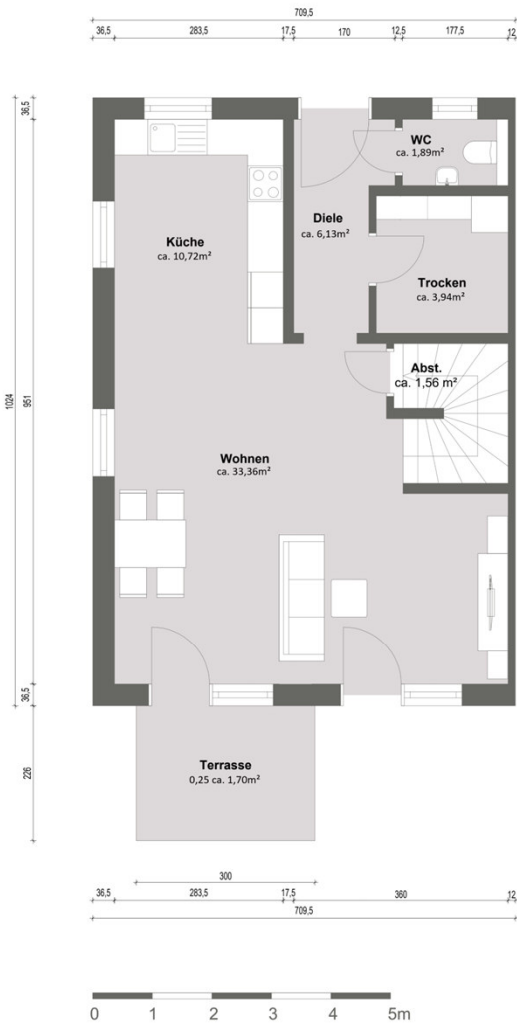 709,5
36,5 283,5 17,5 170 12,5 177,5 12
36,5
WC
ca. 1,89m²
Diele
ca. 6,13m²
Küche
ca. 10,72m²
Trocken
ca. 3,94m²
Abst.
ca. 1,56 m²
1024
951
Wohnen
ca. 33,36m²
36,5
226
Terrasse
0,25 ca. 1,70m²
300
36,5 283,5 17,5 360 12
709,5
0 1 2 3 4 5m